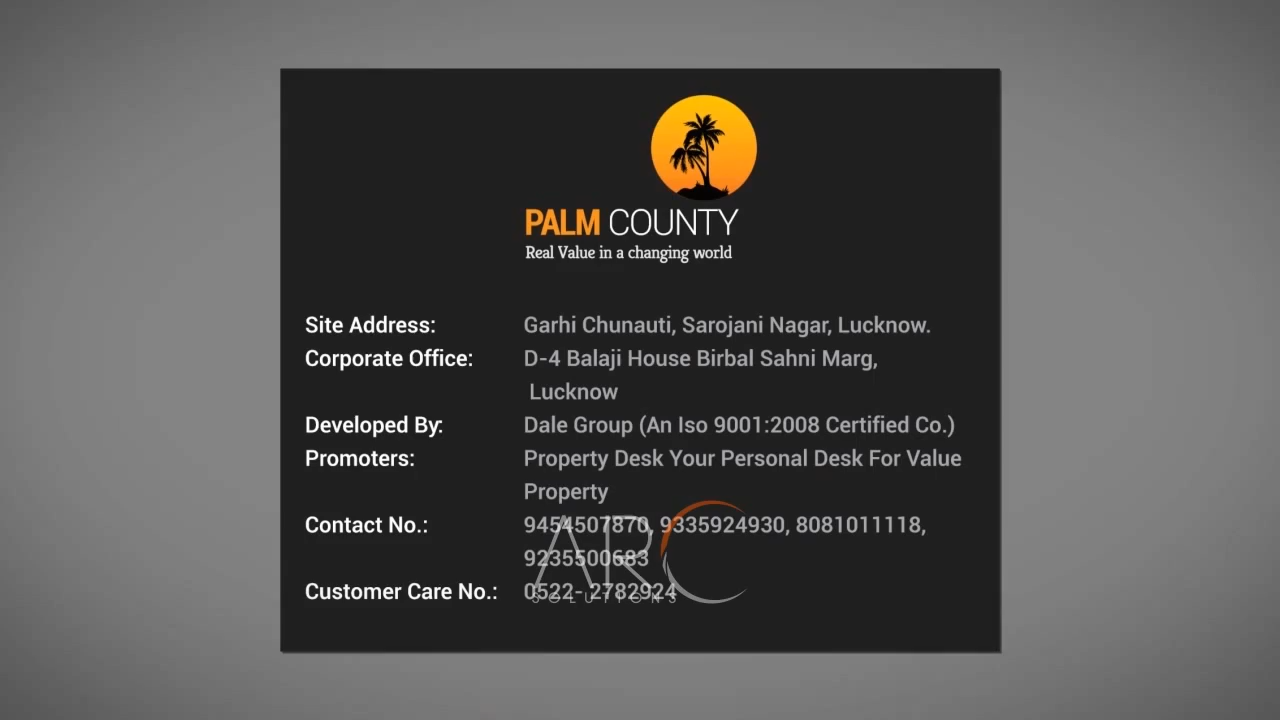 PALM COUNTY
Real Value in a changing world
Site Address: Garhi Chunauti, Sarojani Nagar, Lucknow.
Corporate Office: D-4 Balaji House Birbal Sahni Marg,
Lucknow
Developed By: Dale Group (An Iso 9001:2008 Certified Co.)
Promoters: Property Desk Your Personal Desk For Value
Property
Contact No.: 9454507870, 9335924930, 8081011118,
9235500683
Customer Care No.: 0522- 2782924
ARC
SOLUTIONS